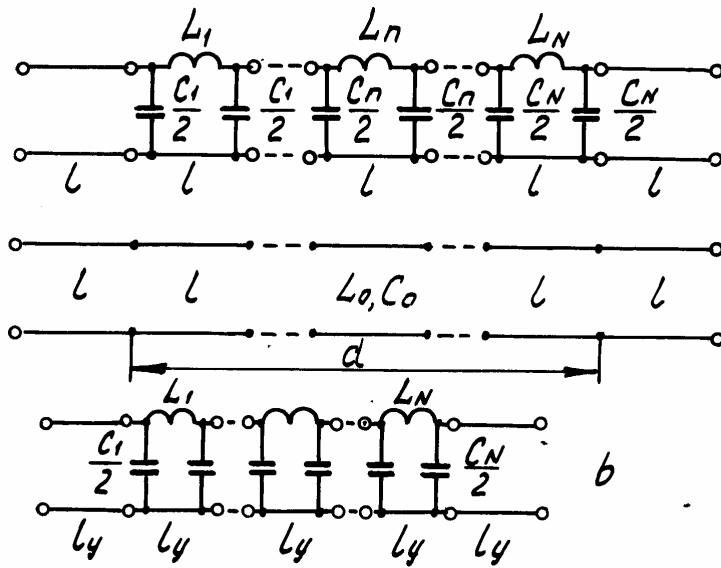 L1 Ln LN
C1/2 C1/2 Cn/2 Cn/2 CN/2 CN/2
l l l l l
l l L0, C0 l l
d
L1 LN
C1/2 CN/2 b
ly ly ly ly ly